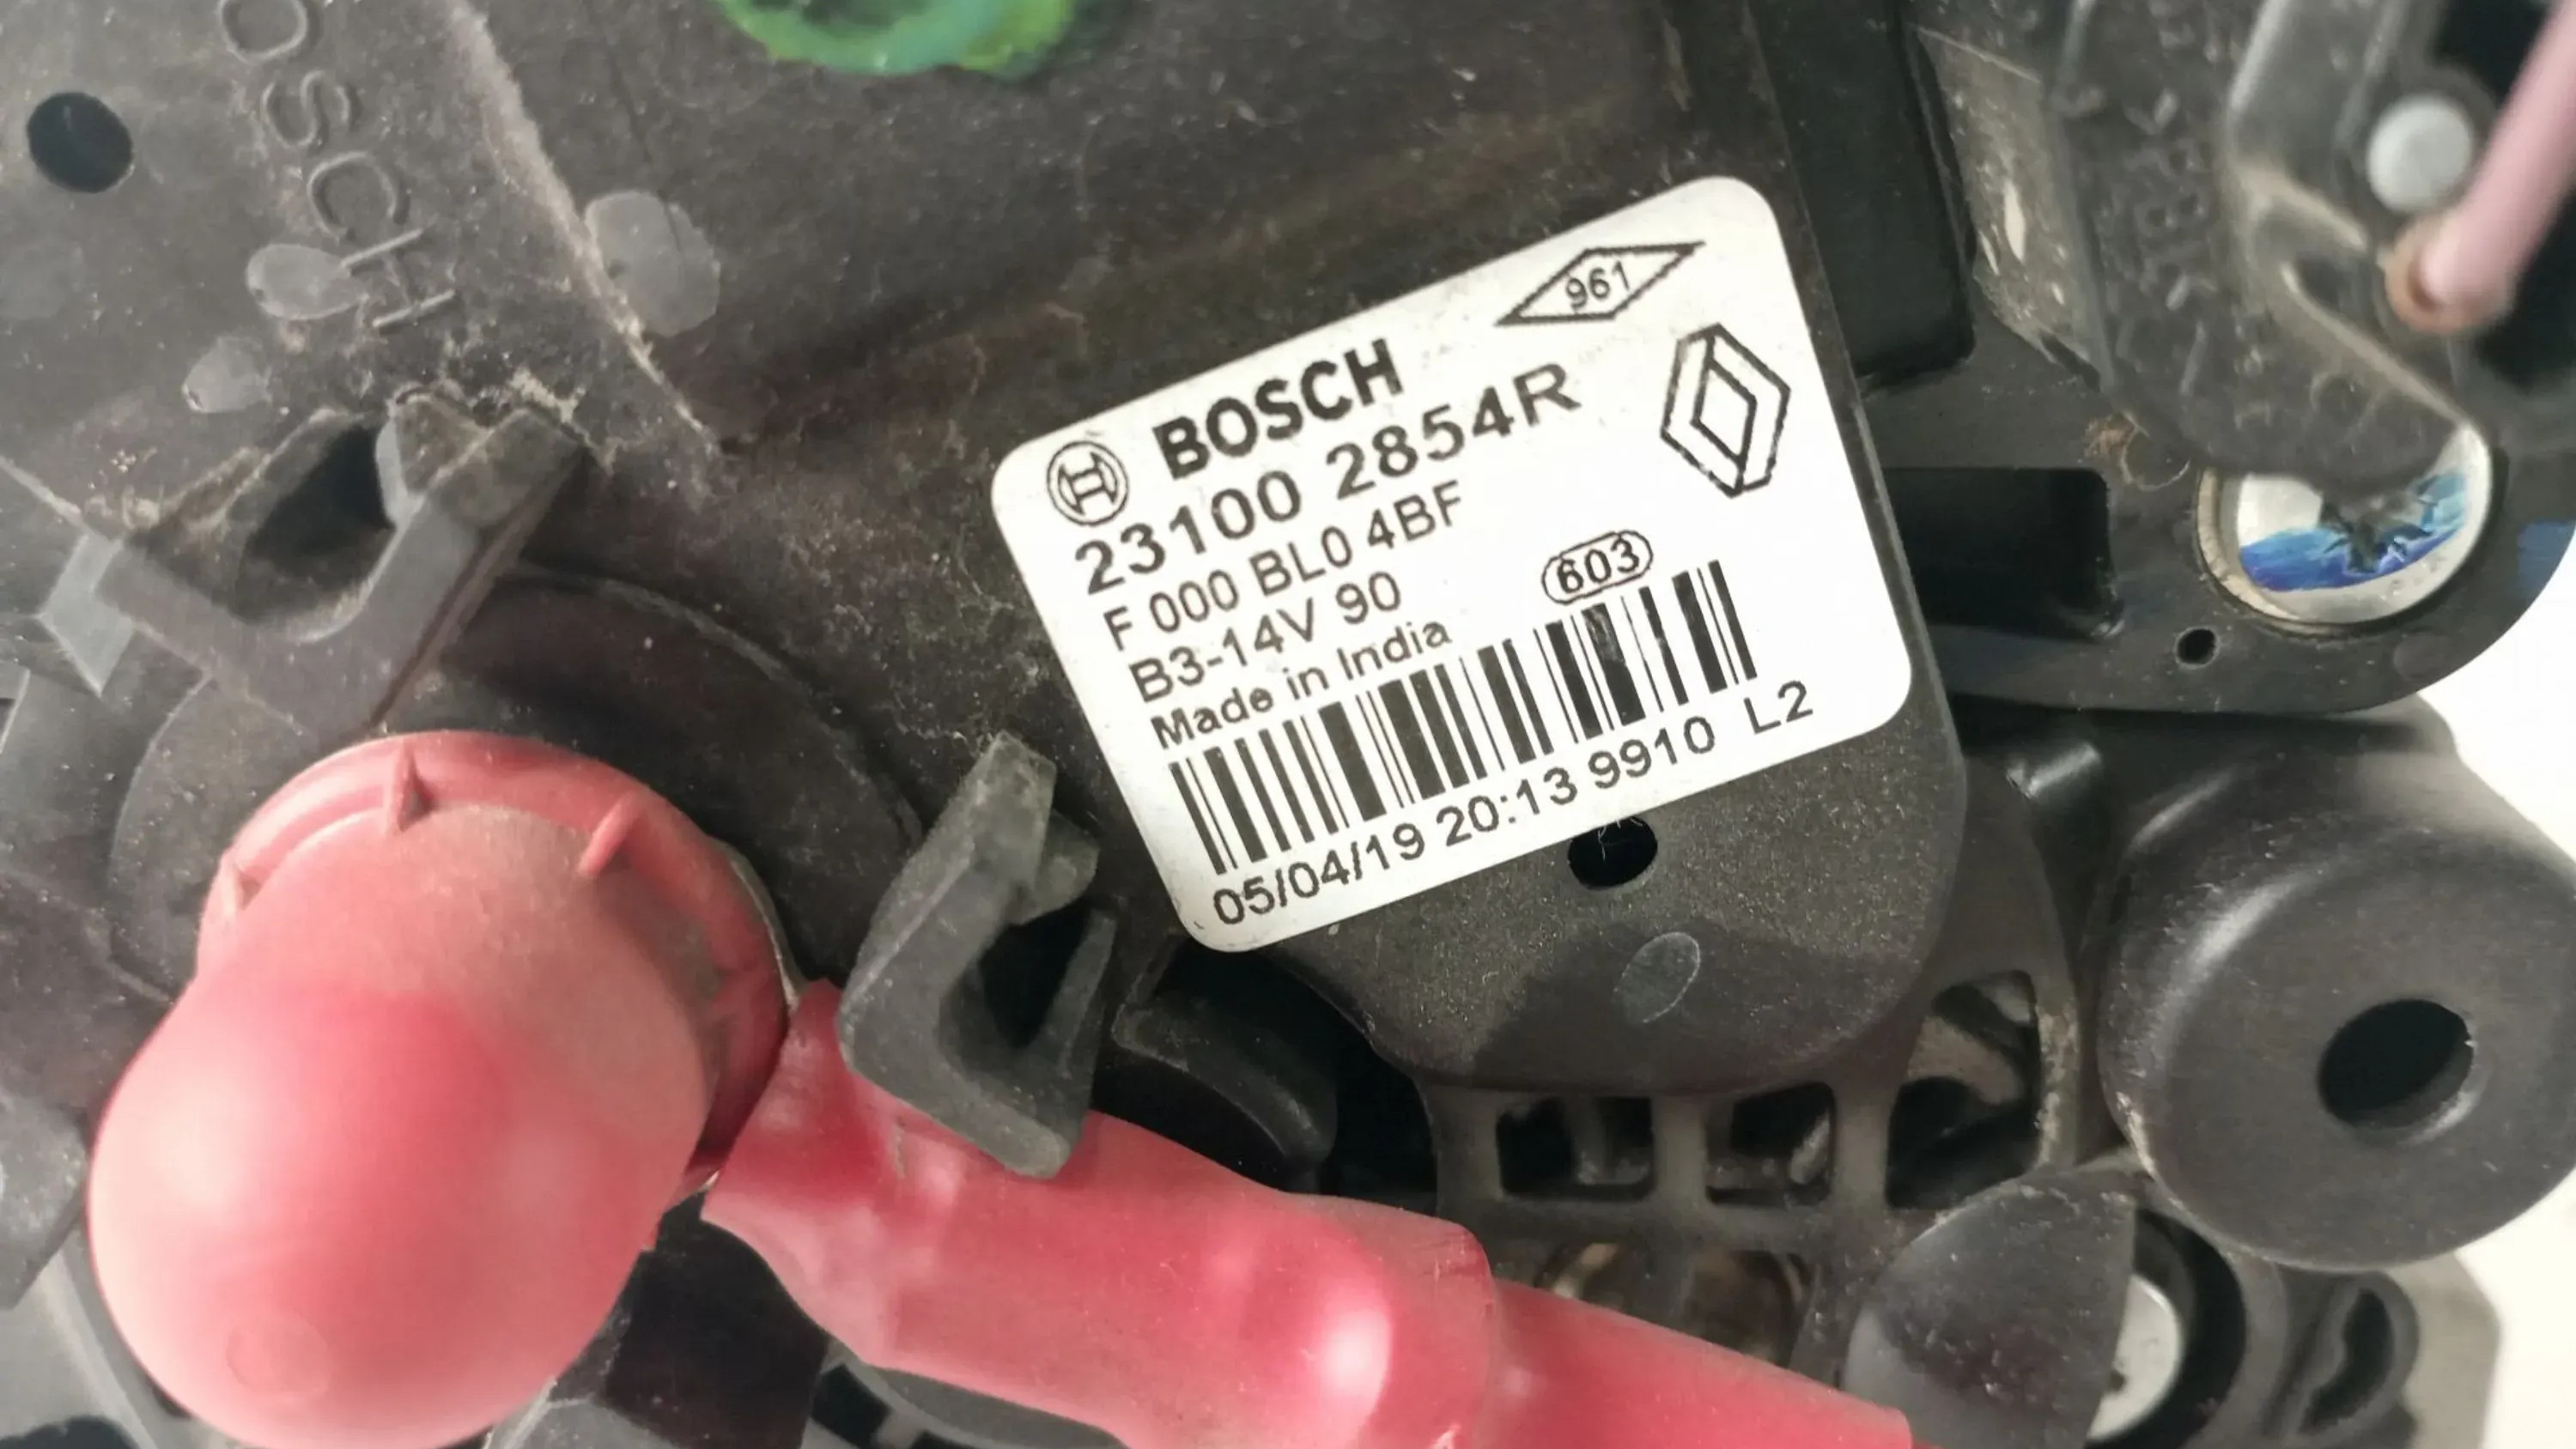 BOSCH
961
BOSCH
23100 2854R
F 000 BL0 4BF
B3-14V 90
603
Made in India
05/04/19 20:13 9910 L2